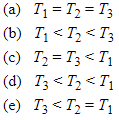 (a) T₁ = T₂ = T₃
(b) T₁ < T₂ < T₃
(c) T₂ = T₃ < T₁
(d) T₃ < T₂ < T₁
(e) T₃ < T₂ = T₁